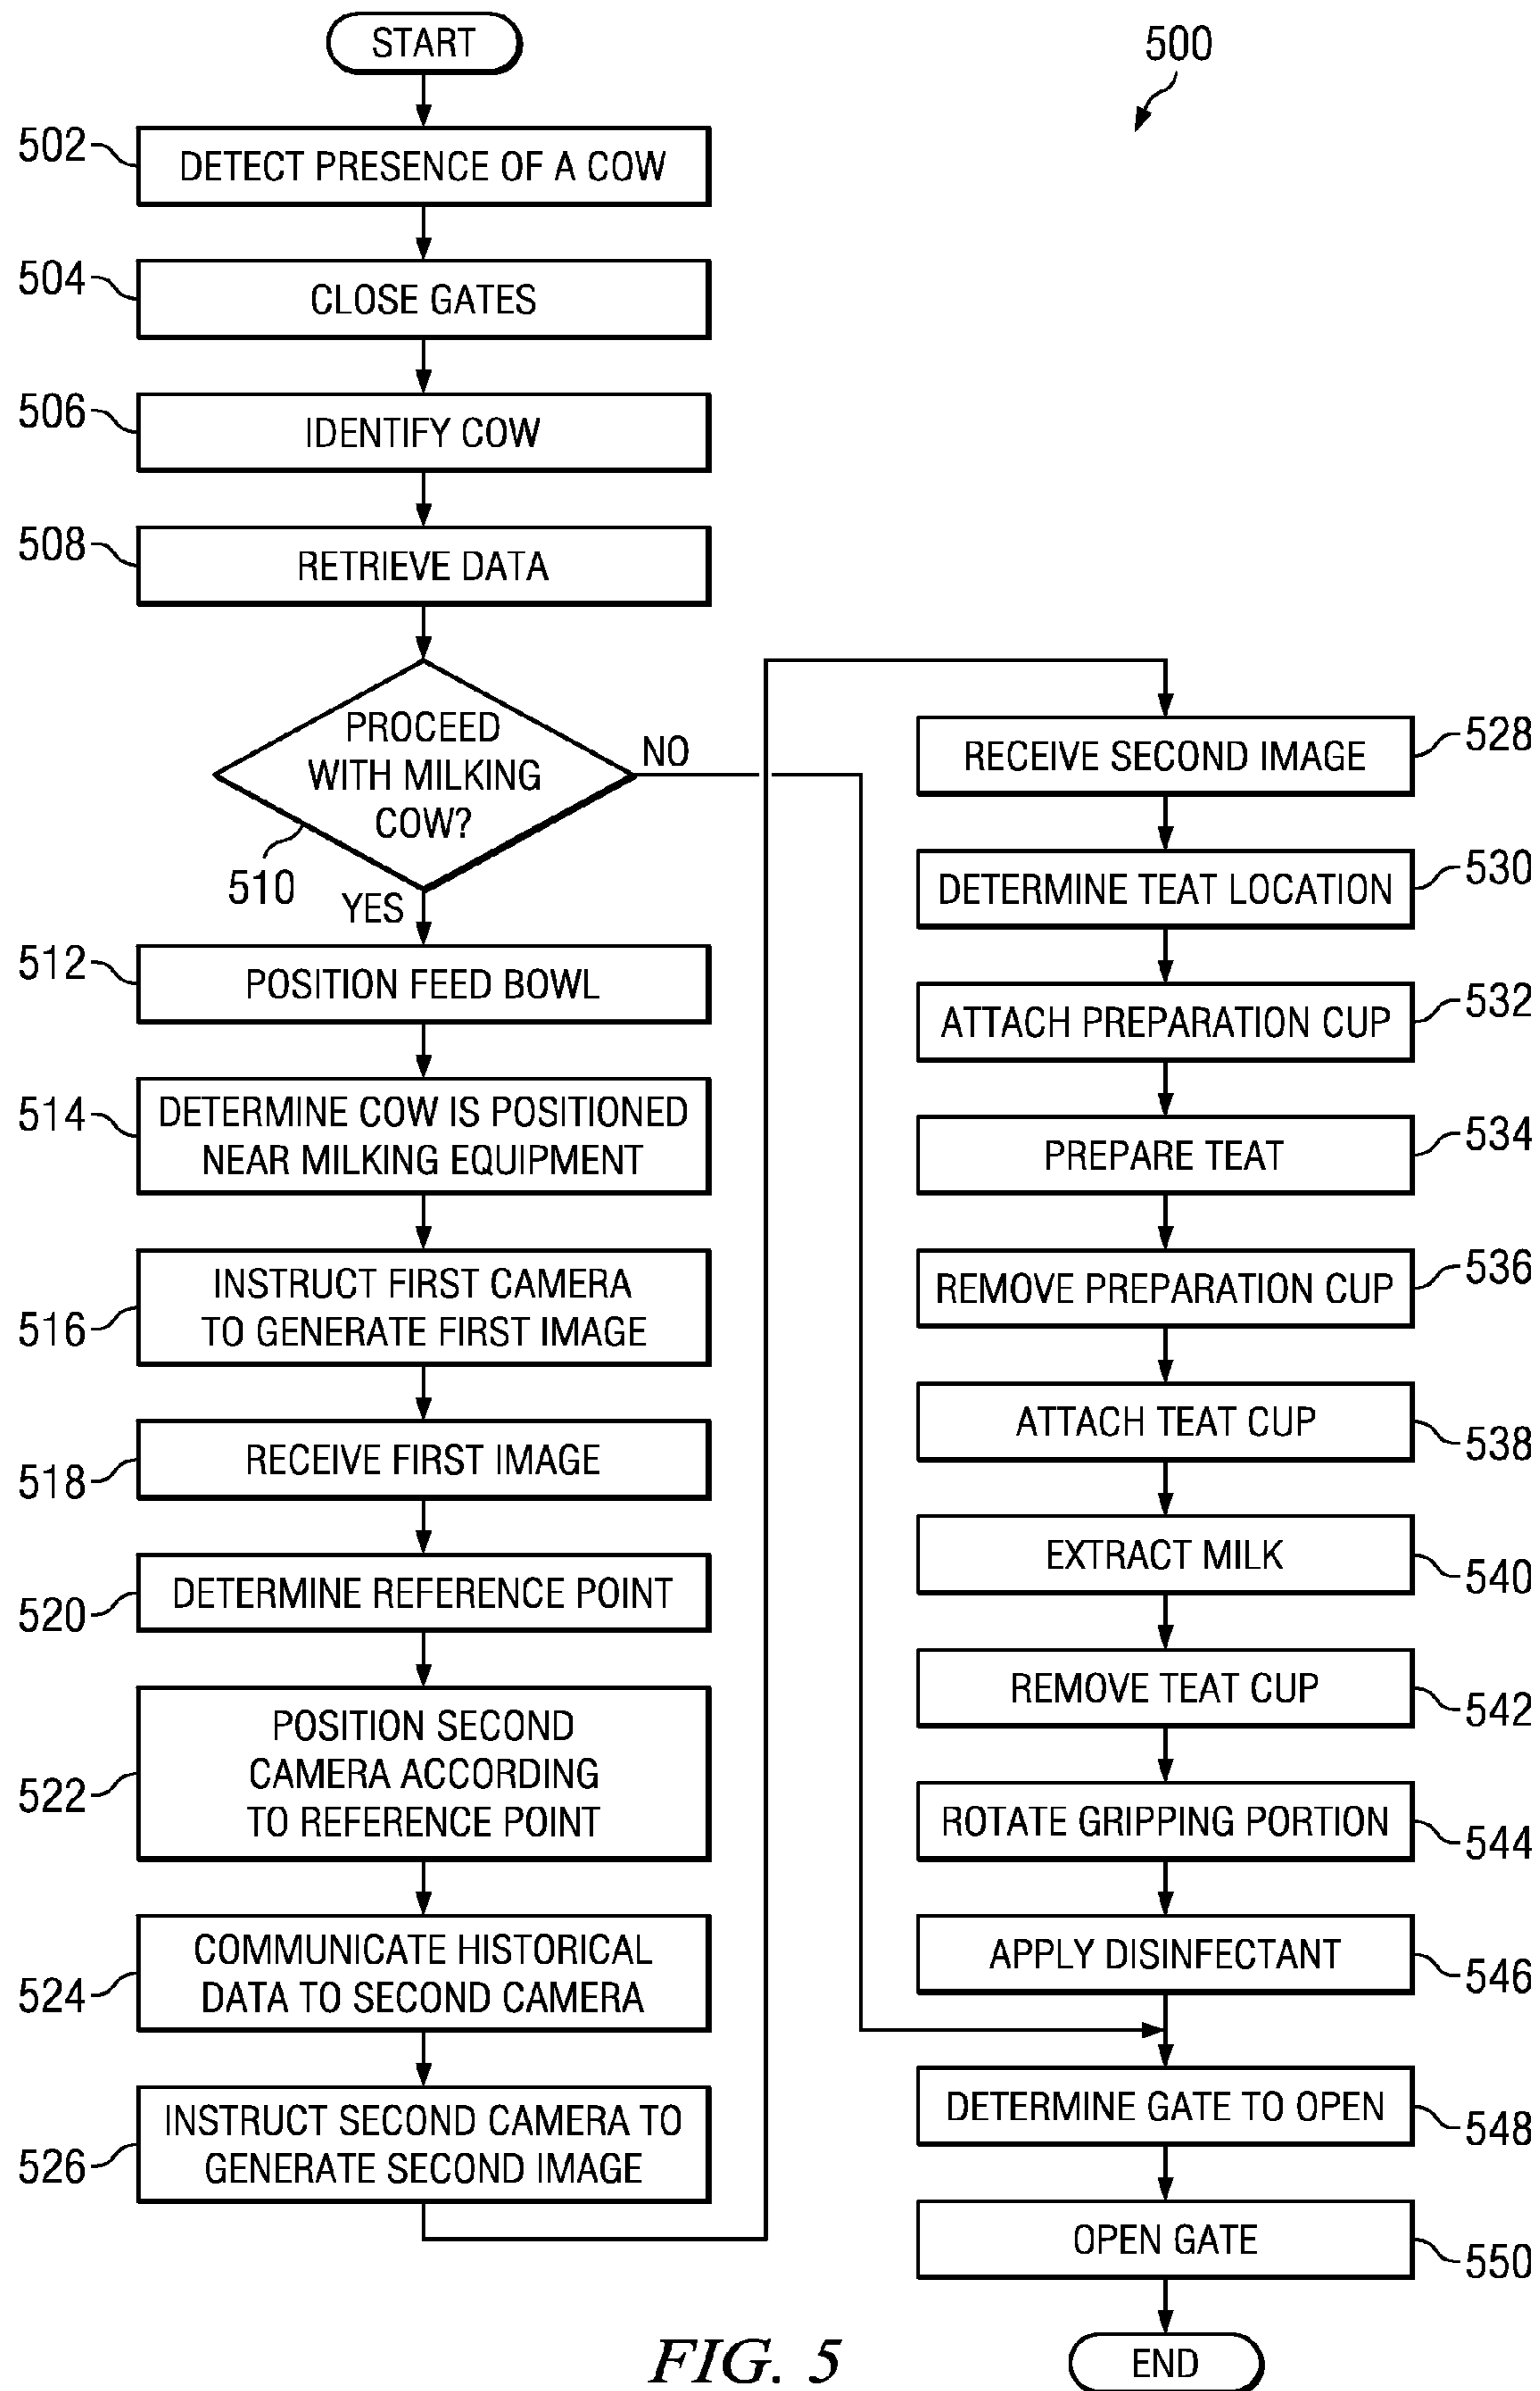 START
500
502
DETECT PRESENCE OF A COW
504
CLOSE GATES
506
IDENTIFY COW
508
RETRIEVE DATA
PROCEED
WITH MILKING
COW?
NO
510
YES
512
POSITION FEED BOWL
514
DETERMINE COW IS POSITIONED
NEAR MILKING EQUIPMENT
516
INSTRUCT FIRST CAMERA
TO GENERATE FIRST IMAGE
518
RECEIVE FIRST IMAGE
520
DETERMINE REFERENCE POINT
522
POSITION SECOND
CAMERA ACCORDING
TO REFERENCE POINT
524
COMMUNICATE HISTORICAL
DATA TO SECOND CAMERA
526
INSTRUCT SECOND CAMERA TO
GENERATE SECOND IMAGE
RECEIVE SECOND IMAGE
528
DETERMINE TEAT LOCATION
530
ATTACH PREPARATION CUP
532
PREPARE TEAT
534
REMOVE PREPARATION CUP
536
ATTACH TEAT CUP
538
EXTRACT MILK
540
REMOVE TEAT CUP
542
ROTATE GRIPPING PORTION
544
APPLY DISINFECTANT
546
DETERMINE GATE TO OPEN
548
OPEN GATE
550
END
FIG. 5